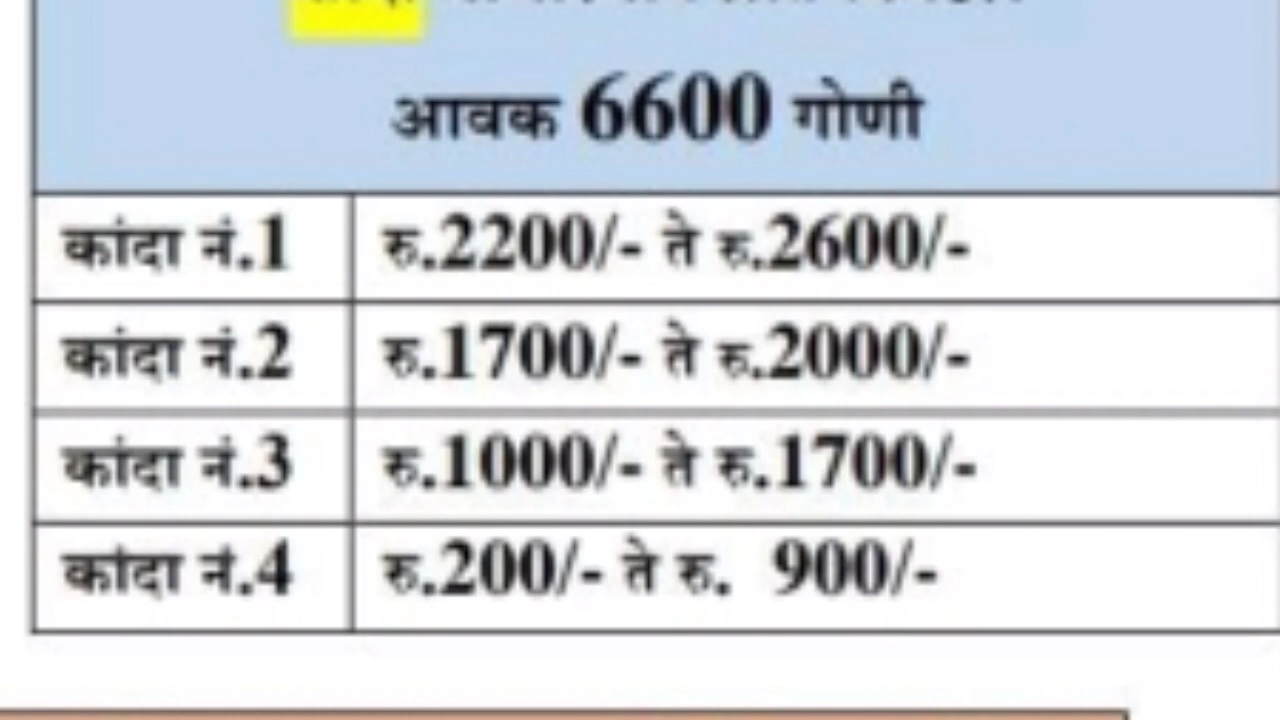 आवक 6600 गोणी
कांदा नं.1 रु.2200/- ते रु.2600/-
कांदा नं.2 रु.1700/- ते रु.2000/-
कांदा नं.3 रु.1000/- ते रु.1700/-
कांदा नं.4 रु.200/- ते रु. 900/-